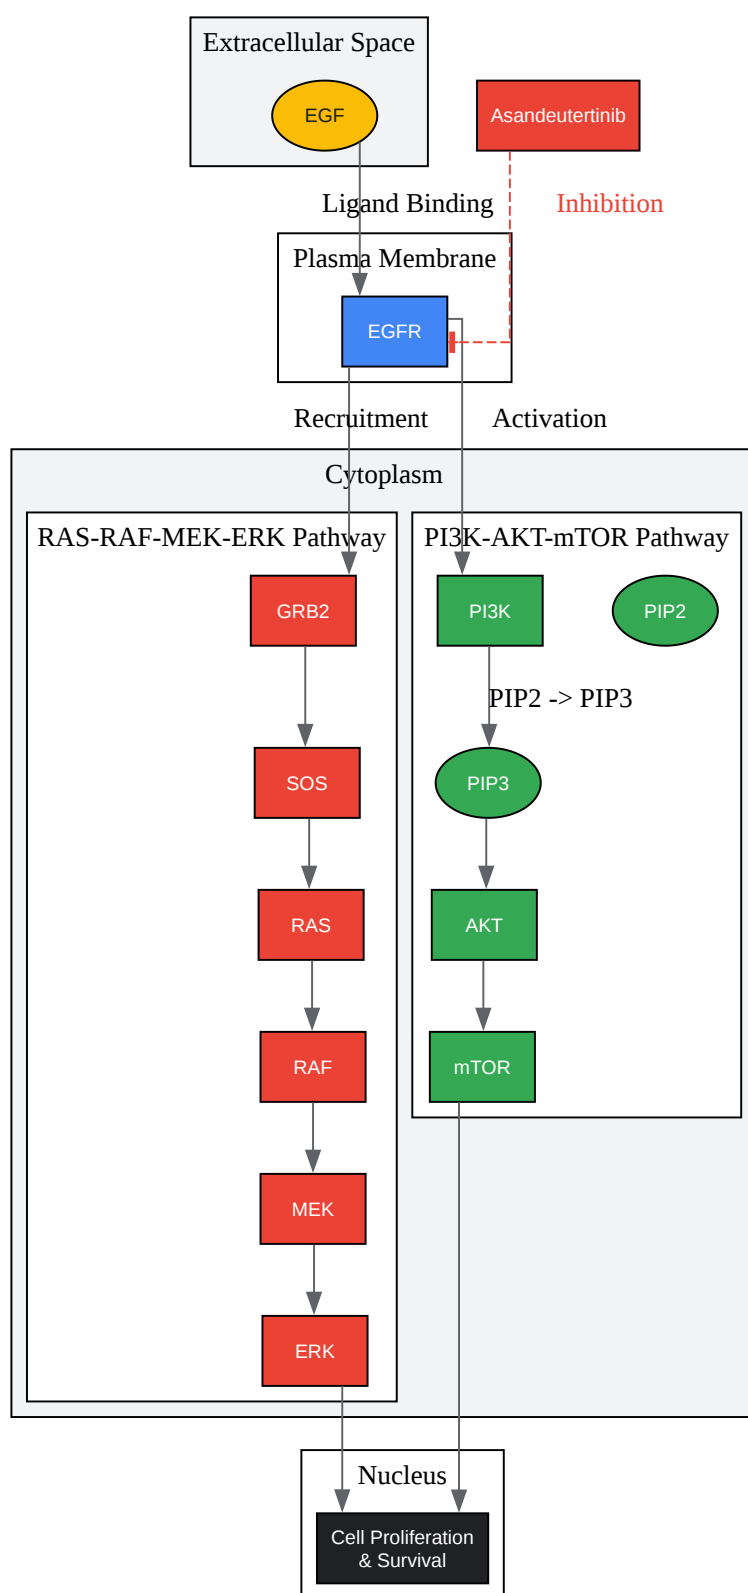 Extracellular Space
EGF
Asandeutertinib
Ligand Binding
Inhibition
Plasma Membrane
EGFR
Recruitment
Activation
Cytoplasm
RAS-RAF-MEK-ERK Pathway
PI3K-AKT-mTOR Pathway
GRB2
PI3K
PIP2
PIP2 -> PIP3
SOS
PIP3
RAS
AKT
RAF
mTOR
MEK
ERK
Nucleus
Cell Proliferation
& Survival